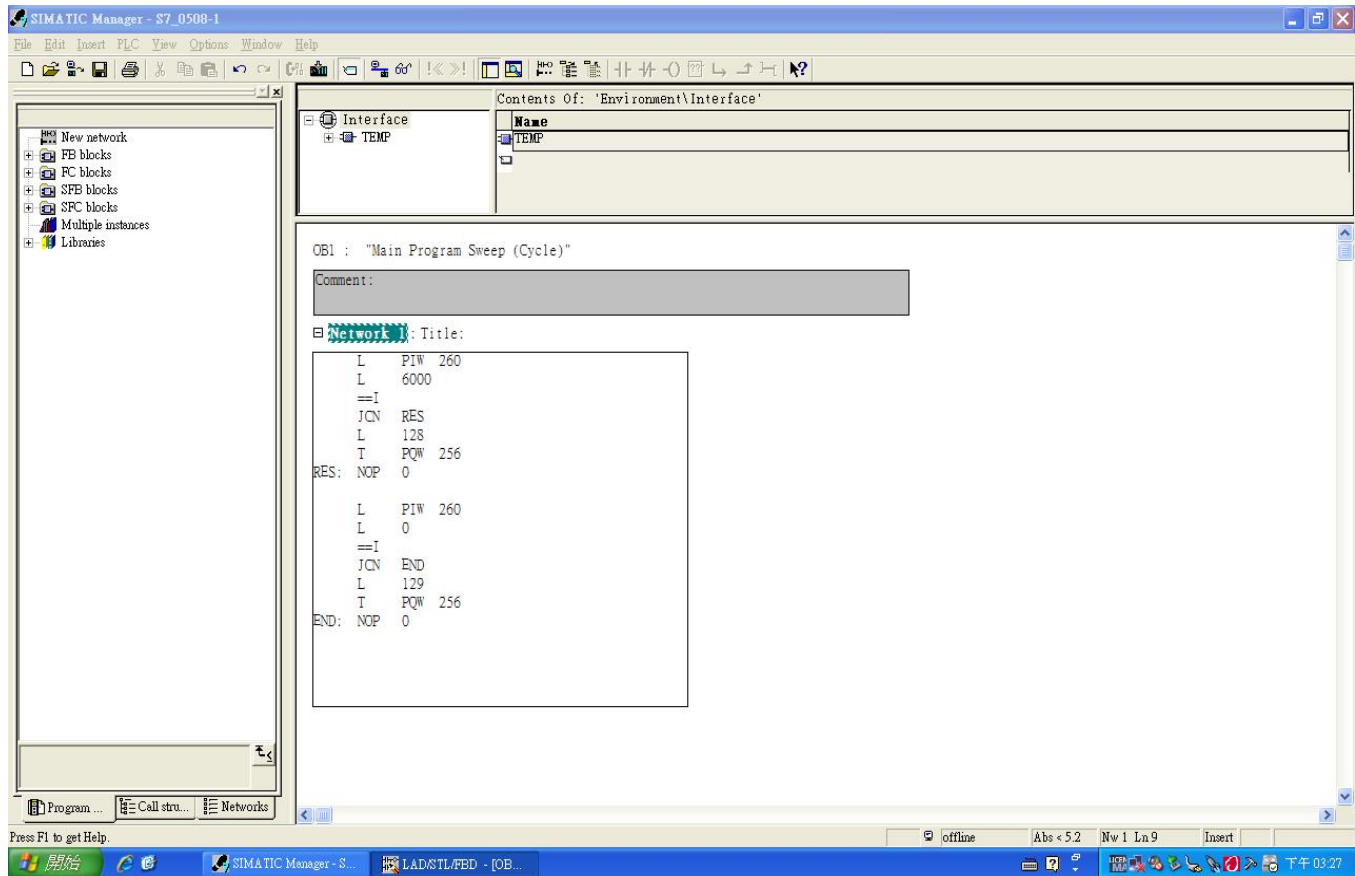 SIMATIC Manager - S7_0508-1
File Edit Insert PLC View Options Window Help
Contents Of: 'Environment\Interface'
Interface
TEMP
Name
TEMP
New network
FB blocks
FC blocks
SFB blocks
SFC blocks
Multiple instances
Libraries
OB1 : "Main Program Sweep (Cycle)"
Comment:
Network 1: Title:
L PIW 260
L 6000
==I
JCN RES
L 128
T PQW 256
RES: NOP 0
L PIW 260
L 0
==I
JCN END
L 129
T PQW 256
END: NOP 0
Program ... Call stru... Networks
Press F1 to get Help.
offline Abs < 5.2 Nw 1 Ln 9 Insert
開始 SIMATIC Manager - S... LAD/STL/FBD - [OB... 下午 03:27